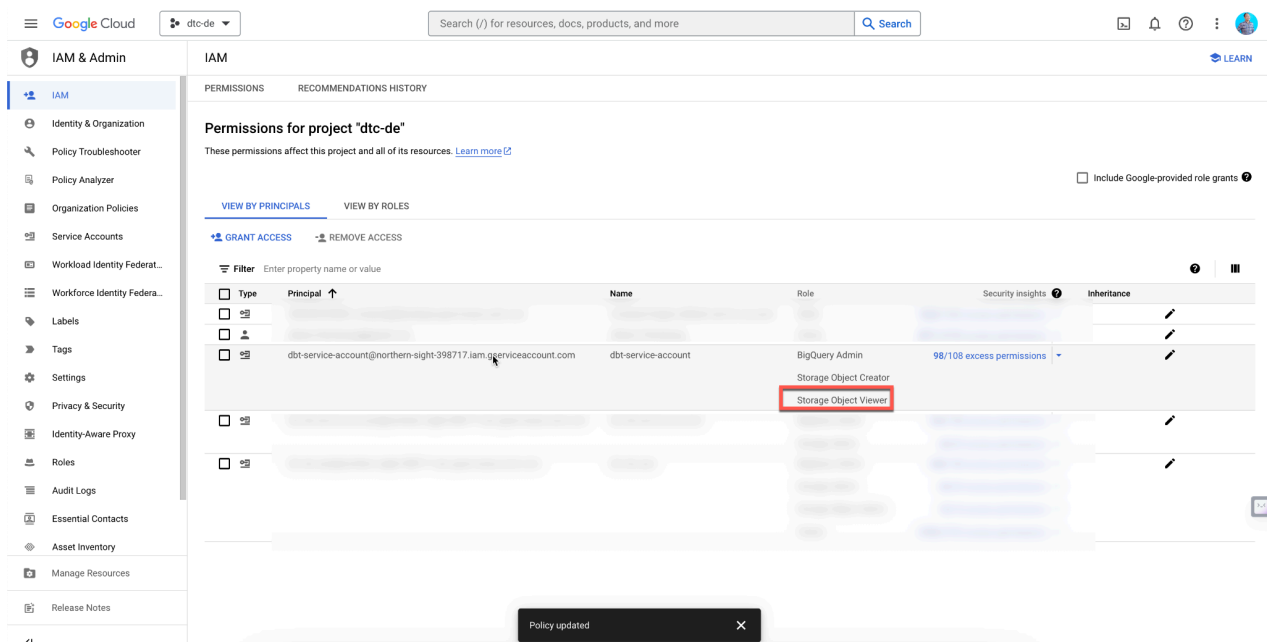 Google Cloud
dtc-de
Search (/) for resources, docs, products, and more
Search
IAM & Admin
IAM
LEARN
IAM
Identity & Organization
Policy Troubleshooter
Policy Analyzer
Organization Policies
Service Accounts
Workload Identity Federat...
Workforce Identity Federa...
Labels
Tags
Settings
Privacy & Security
Identity-Aware Proxy
Roles
Audit Logs
Essential Contacts
Asset Inventory
Manage Resources
Release Notes
PERMISSIONS RECOMMENDATIONS HISTORY
Permissions for project "dtc-de"
These permissions affect this project and all of its resources. Learn more
Include Google-provided role grants
VIEW BY PRINCIPALS VIEW BY ROLES
GRANT ACCESS REMOVE ACCESS
Filter Enter property name or value
Type Principal Name Role Security insights Inheritance
dbt-service-account@northern-sight-398717.iam.gserviceaccount.com dbt-service-account BigQuery Admin 98/108 excess permissions
Storage Object Creator
Storage Object Viewer
Policy updated